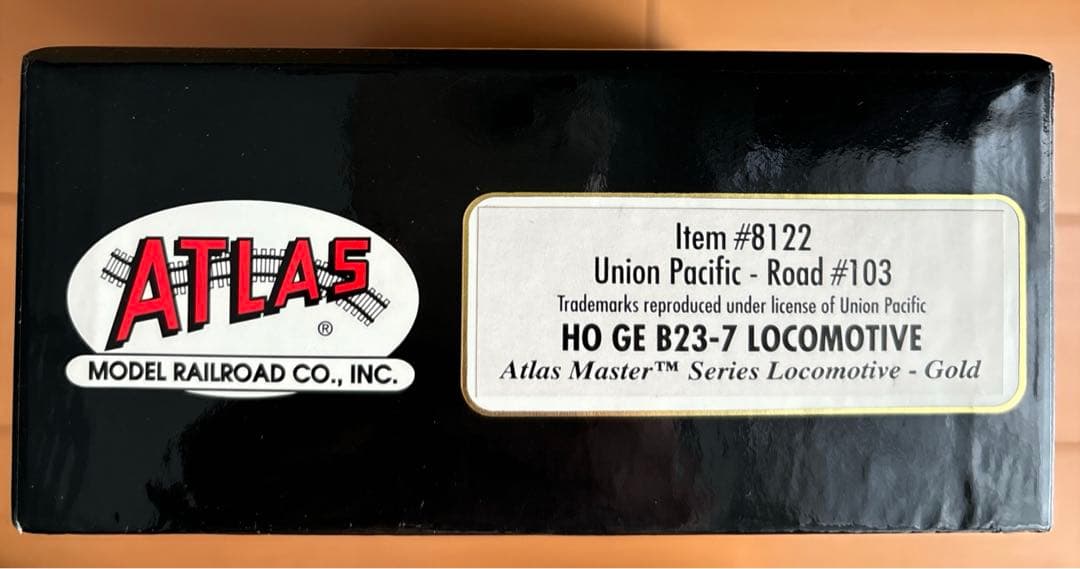 ATLAS
®
MODEL RAILROAD CO., INC.
Item #8122
Union Pacific - Road #103
Trademarks reproduced under license of Union Pacific
HO GE B23-7 LOCOMOTIVE
Atlas Master™ Series Locomotive - Gold